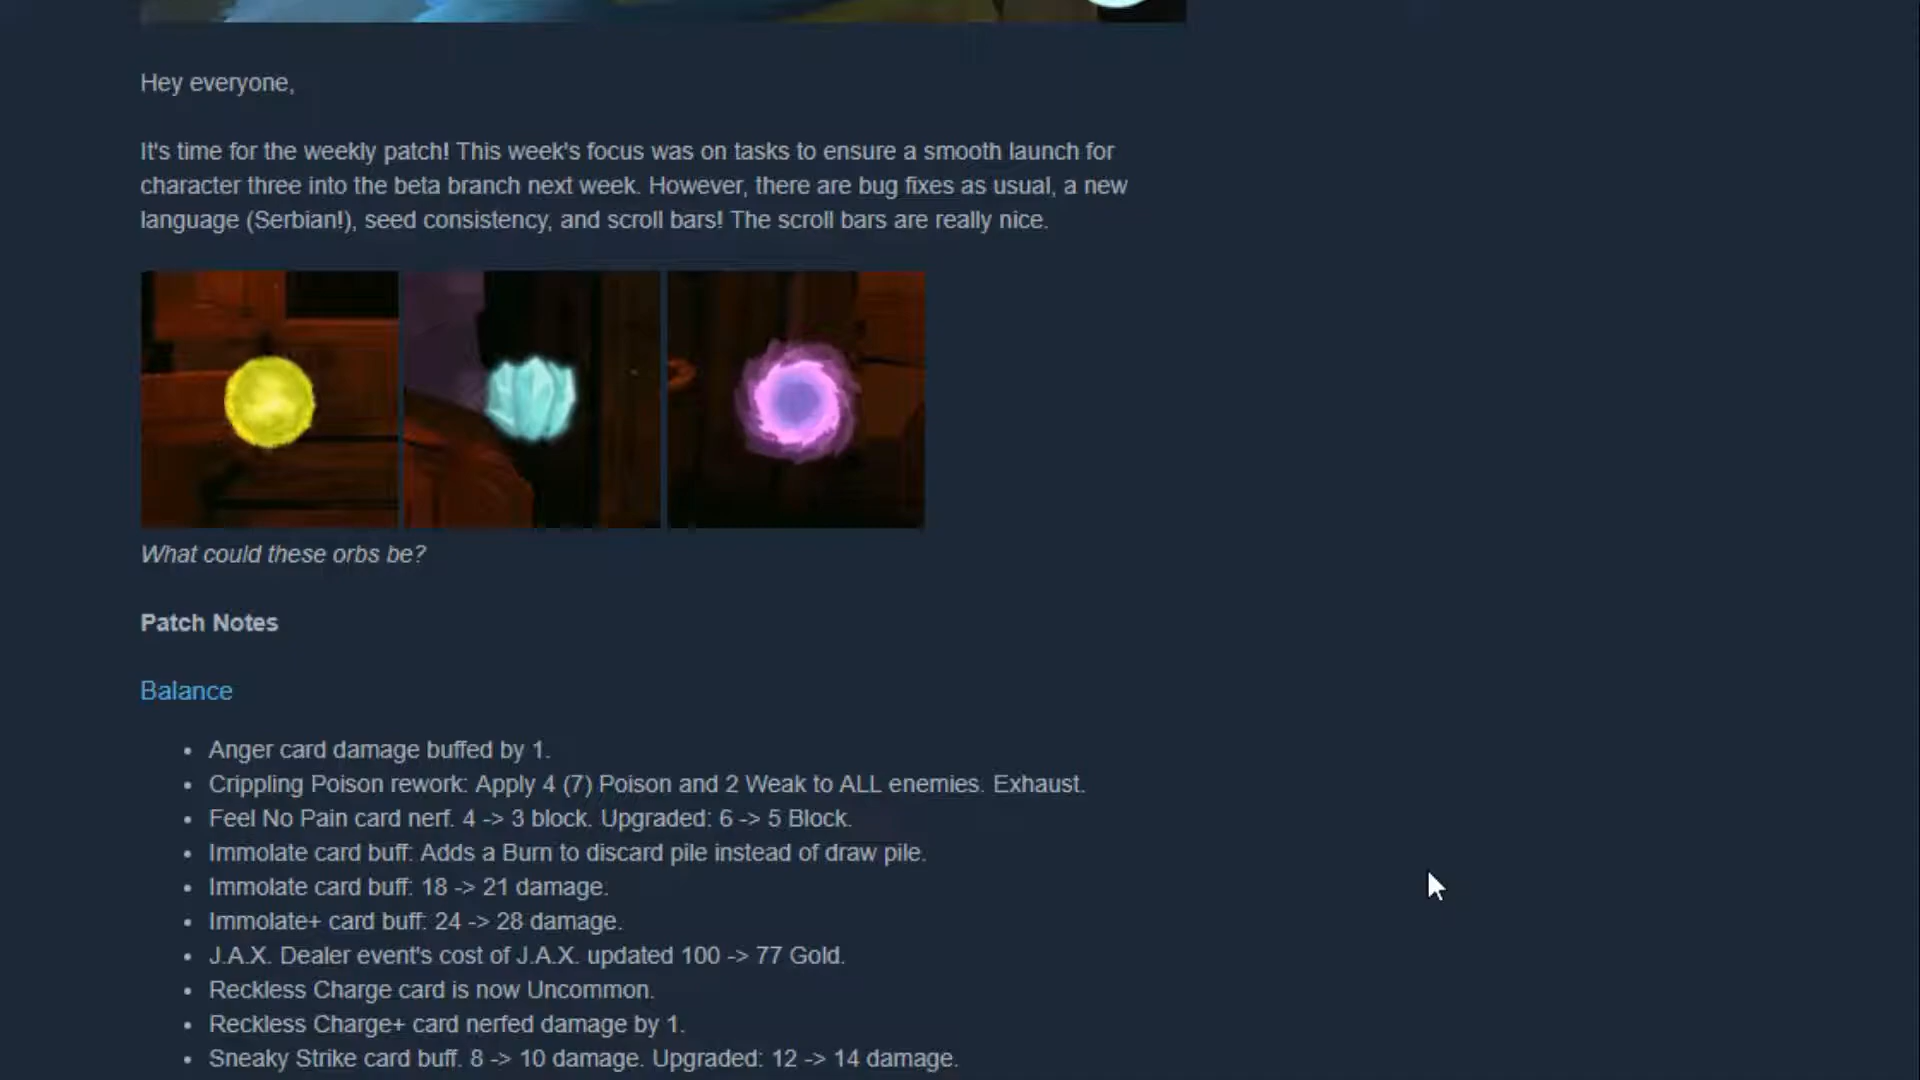 Hey everyone,
It's time for the weekly patch! This week's focus was on tasks to ensure a smooth launch for
character three into the beta branch next week. However, there are bug fixes as usual, a new
language (Serbian!), seed consistency, and scroll bars! The scroll bars are really nice.
What could these orbs be?
Patch Notes
Balance
• Anger card damage buffed by 1.
• Crippling Poison rework: Apply 4 (7) Poison and 2 Weak to ALL enemies. Exhaust.
• Feel No Pain card nerf. 4 -> 3 block. Upgraded: 6 -> 5 Block.
• Immolate card buff: Adds a Burn to discard pile instead of draw pile.
• Immolate card buff: 18 -> 21 damage.
• Immolate+ card buff: 24 -> 28 damage.
• J.A.X. Dealer event's cost of J.A.X. updated 100 -> 77 Gold.
• Reckless Charge card is now Uncommon.
• Reckless Charge+ card nerfed damage by 1.
• Sneaky Strike card buff. 8 -> 10 damage. Upgraded: 12 -> 14 damage.